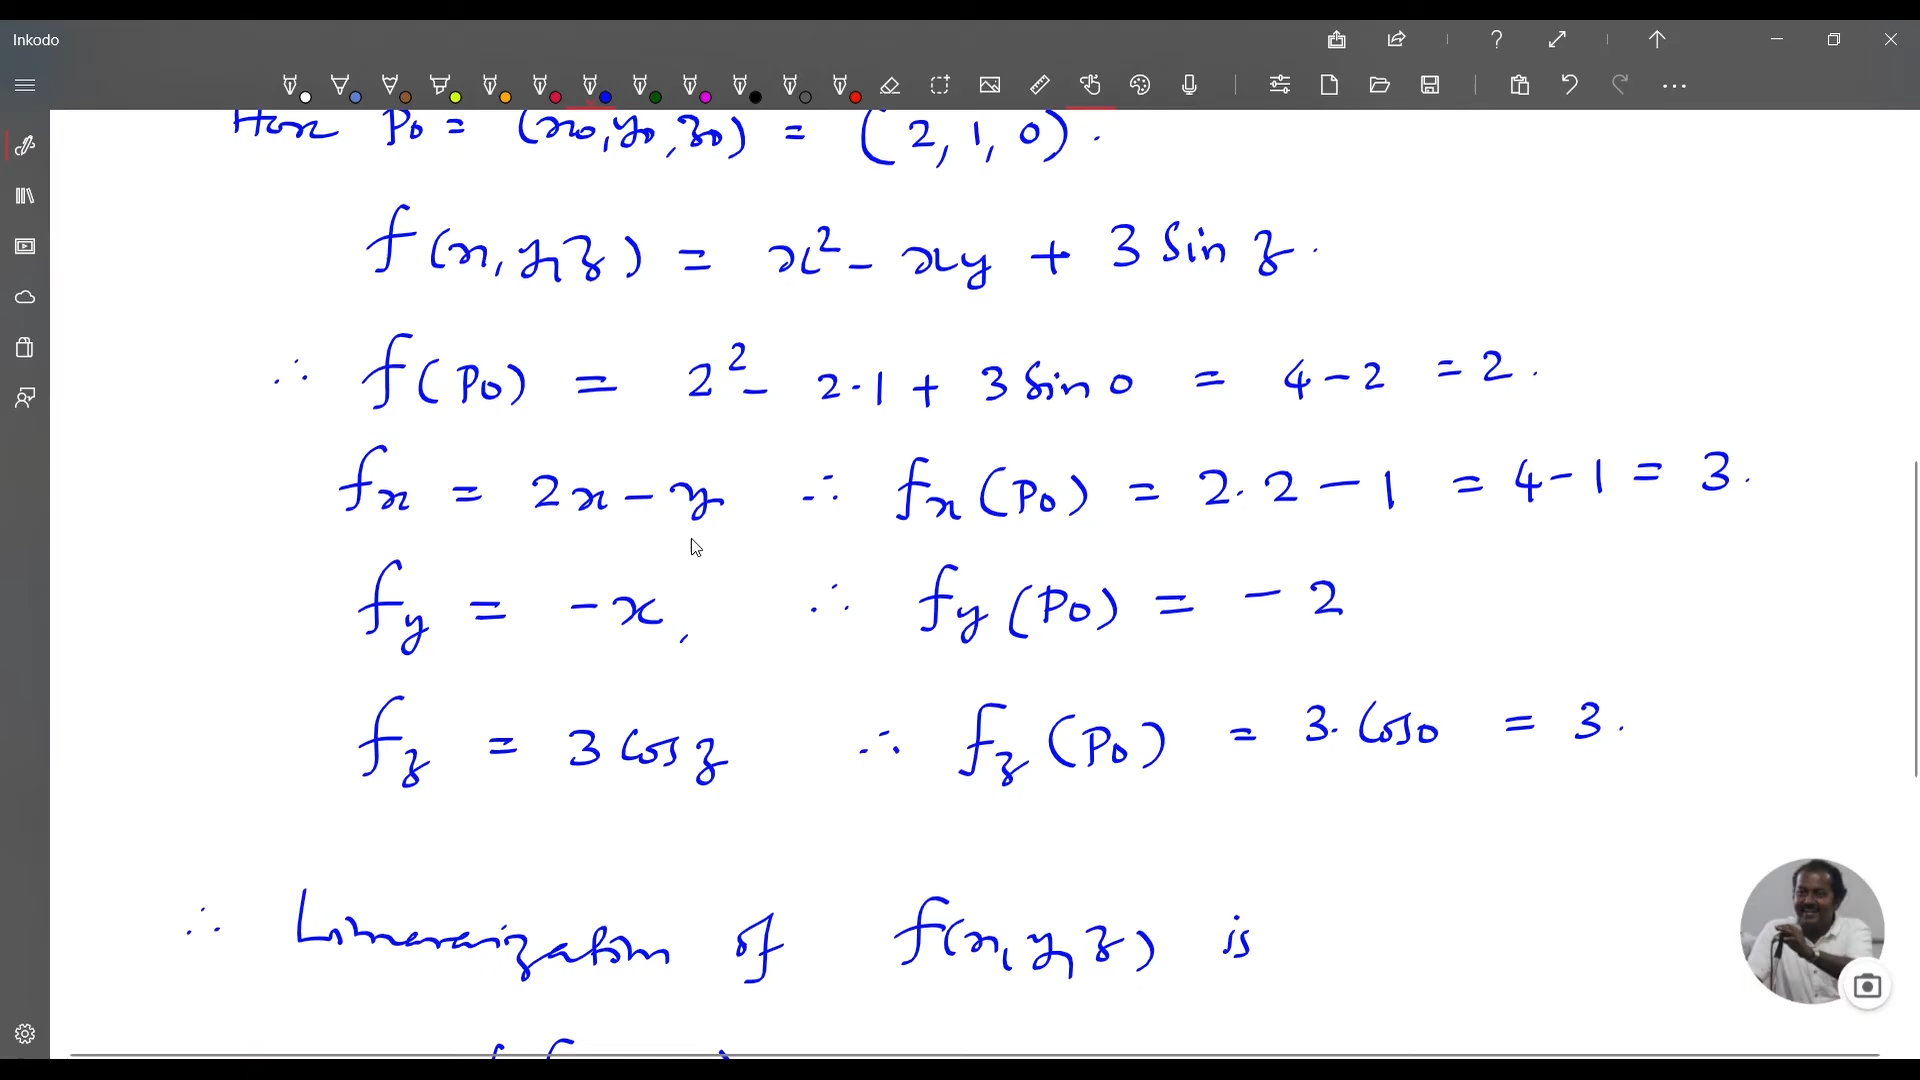 Inkodo
Here P0 = (x0, y0, z0) = (2, 1, 0).
f(x, y, z) = x² - xy + 3 Sin z.
∴ f(P0) = 2² - 2·1 + 3 Sin 0 = 4 - 2 = 2.
fx = 2x - y ∴ fx(P0) = 2·2 - 1 = 4 - 1 = 3.
fy = -x, ∴ fy(P0) = -2
fz = 3 Cos z ∴ fz(P0) = 3· Cos 0 = 3.
∴ Linearization of f(x, y, z) is